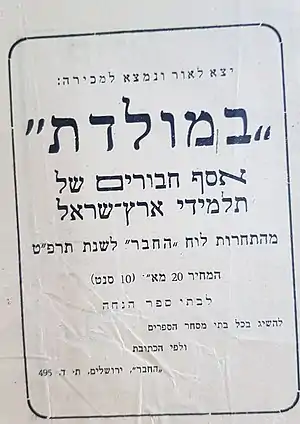 יצא לאור ונמצא למכירה:
„במולדת”
אסף חבורים של
תלמידי ארץ־ישראל
מהתחרות לוח „החבר” לשנת תרפ״ט
המחיר 20 מא״י (10 סנט)
לבתי ספר הנחה
להשיג בכל בתי מסחר הספרים
ולפי הכתובת
„החבר”, ירושלים, ת. ד. 495